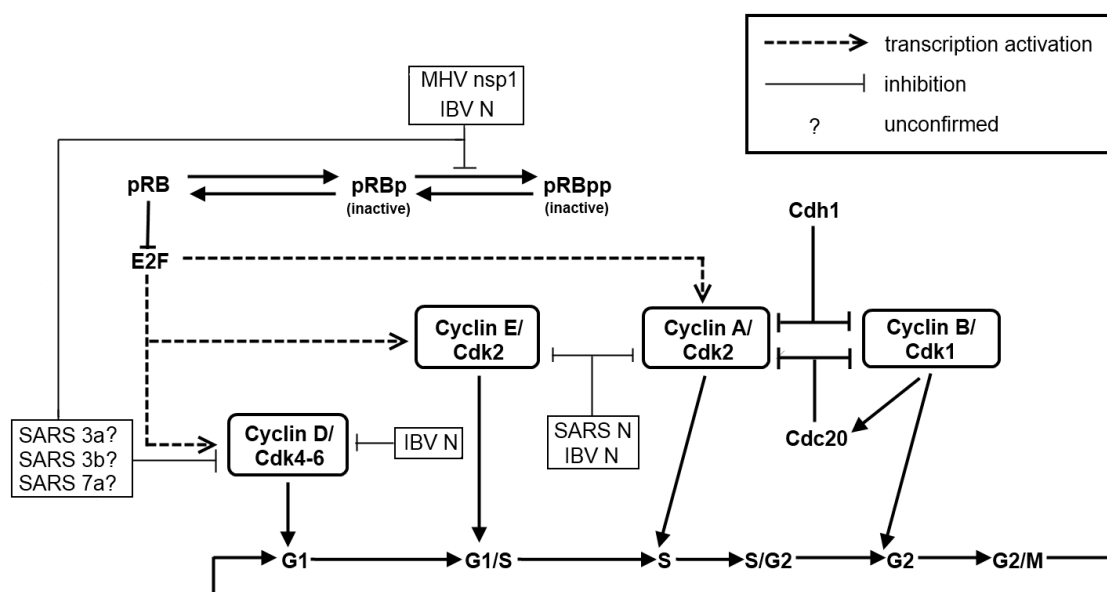 transcription activation
inhibition
? unconfirmed
MHV nsp1
IBV N
pRB
pRBp
(inactive)
pRBpp
(inactive)
Cdh1
E2F
Cyclin E/
Cdk2
Cyclin A/
Cdk2
Cyclin B/
Cdk1
SARS 3a?
SARS 3b?
SARS 7a?
Cyclin D/
Cdk4-6
IBV N
SARS N
IBV N
Cdc20
G1
G1/S
S
S/G2
G2
G2/M